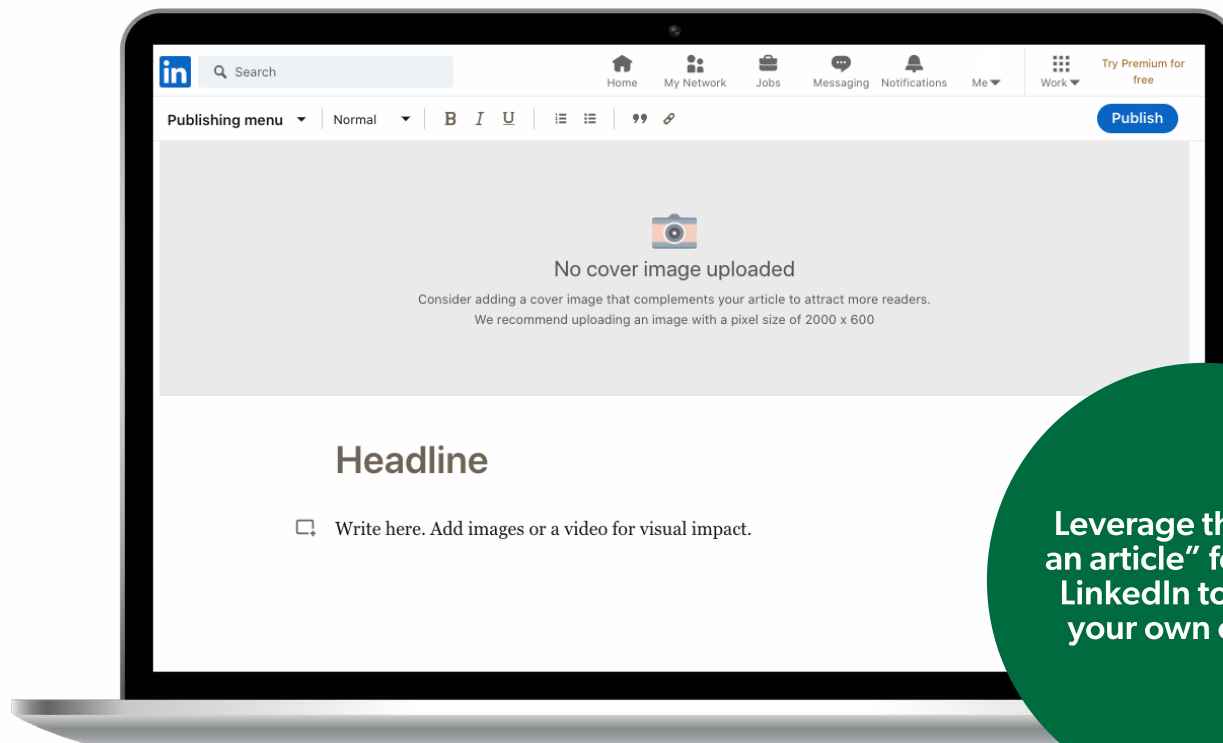 in Search Home My Network Jobs Messaging Notifications Me Work Try Premium for
free
Publishing menu Normal B I U Publish
No cover image uploaded
Consider adding a cover image that complements your article to attract more readers.
We recommend uploading an image with a pixel size of 2000 x 600
Headline
Write here. Add images or a video for visual impact.
Leverage
an article”
LinkedIn
your own